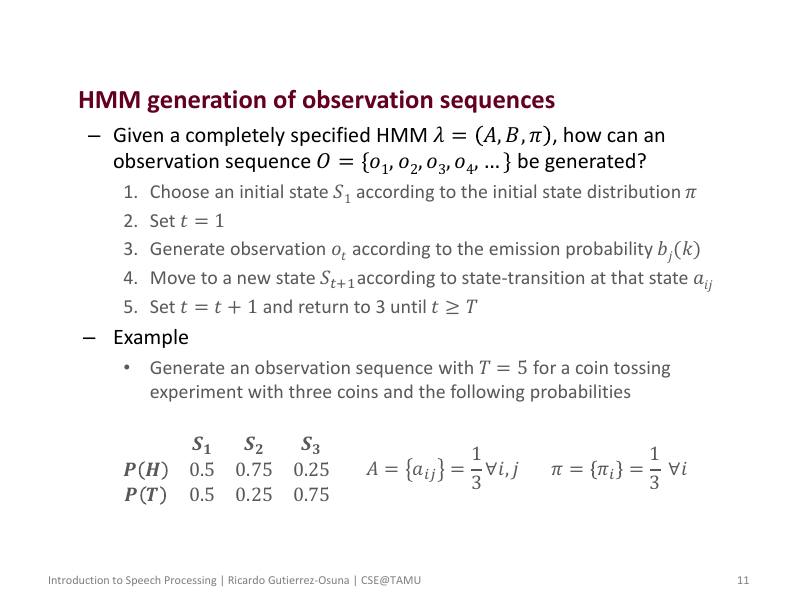 HMM generation of observation sequences
– Given a completely specified HMM λ = (A, B, π), how can an
observation sequence O = {o₁, o₂, o₃, o₄, … } be generated?
1. Choose an initial state S₁ according to the initial state distribution π
2. Set t = 1
3. Generate observation oₜ according to the emission probability bⱼ(k)
4. Move to a new state Sₜ₊₁ according to state-transition at that state aᵢⱼ
5. Set t = t + 1 and return to 3 until t ≥ T
– Example
• Generate an observation sequence with T = 5 for a coin tossing
experiment with three coins and the following probabilities
S₁ S₂ S₃
P(H) 0.5 0.75 0.25
P(T) 0.5 0.25 0.75
A = {aᵢⱼ} = 1/3 ∀i, j π = {πᵢ} = 1/3 ∀i
Introduction to Speech Processing | Ricardo Gutierrez-Osuna | CSE@TAMU 11